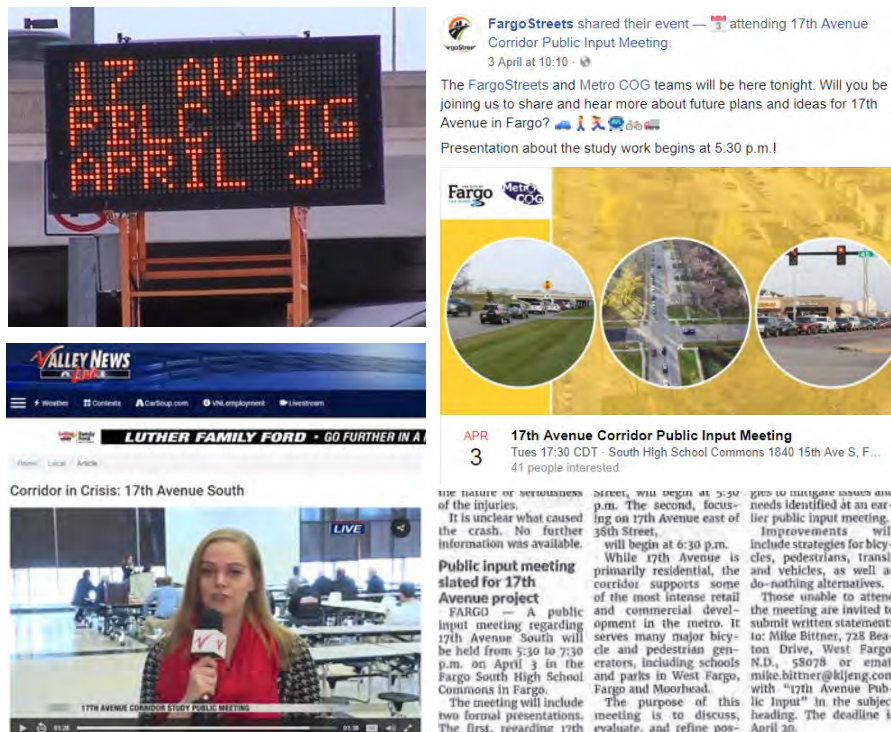 17 AVE
PBLC MTG
APRIL 3
FargoStreets shared their event — attending 17th Avenue
Corridor Public Input Meeting.
3 April at 10:10
The FargoStreets and Metro COG teams will be here tonight. Will you be
joining us to share and hear more about future plans and ideas for 17th
Avenue in Fargo?
Presentation about the study work begins at 5:30 p.m.!
Fargo
Metro
COG
APR
3
17th Avenue Corridor Public Input Meeting
Tues 17:30 CDT · South High School Commons 1840 15th Ave S, F...
41 people interested
VALLEY NEWS
Live
Weather Contests CarSoup.com VNLemployment Livestream
LUTHER FAMILY FORD • GO FURTHER IN A
Home Local / Article
Corridor in Crisis: 17th Avenue South
LIVE
17TH AVENUE CORRIDOR STUDY PUBLIC MEETING
01:38
the nature or seriousness
of the injuries.
It is unclear what caused
the crash. No further
information was available.
Public input meeting
slated for 17th
Avenue project
FARGO — A public
input meeting regarding
17th Avenue South will
be held from 5:30 to 7:30
p.m. on April 3 in the
Fargo South High School
Commons in Fargo.
The meeting will include
two formal presentations.
The first, regarding 17th
Street, will begin at 5:30
p.m. The second, focus-
ing on 17th Avenue east of
36th Street,
will begin at 6:30 p.m.
While 17th Avenue is
primarily residential, the
corridor supports some
of the most intense retail
and commercial devel-
opment in the metro. It
serves many major bicy-
cle and pedestrian gen-
erators, including schools
and parks in West Fargo,
Fargo and Moorhead.
The purpose of this
meeting is to discuss,
evaluate, and refine pos-
gies to mitigate issues and
needs identified at an ear-
lier public input meeting.
Improvements will
include strategies for bicy-
cles, pedestrians, transit
and vehicles, as well as
do-nothing alternatives.
Those unable to attend
the meeting are invited to
submit written statements
to: Mike Bittner, 728 Bea-
ton Drive, West Fargo,
N.D., 58078 or email
mike.bittner@kljeng.com
with "17th Avenue Pub-
lic Input" in the subject
heading. The deadline is
April 30.